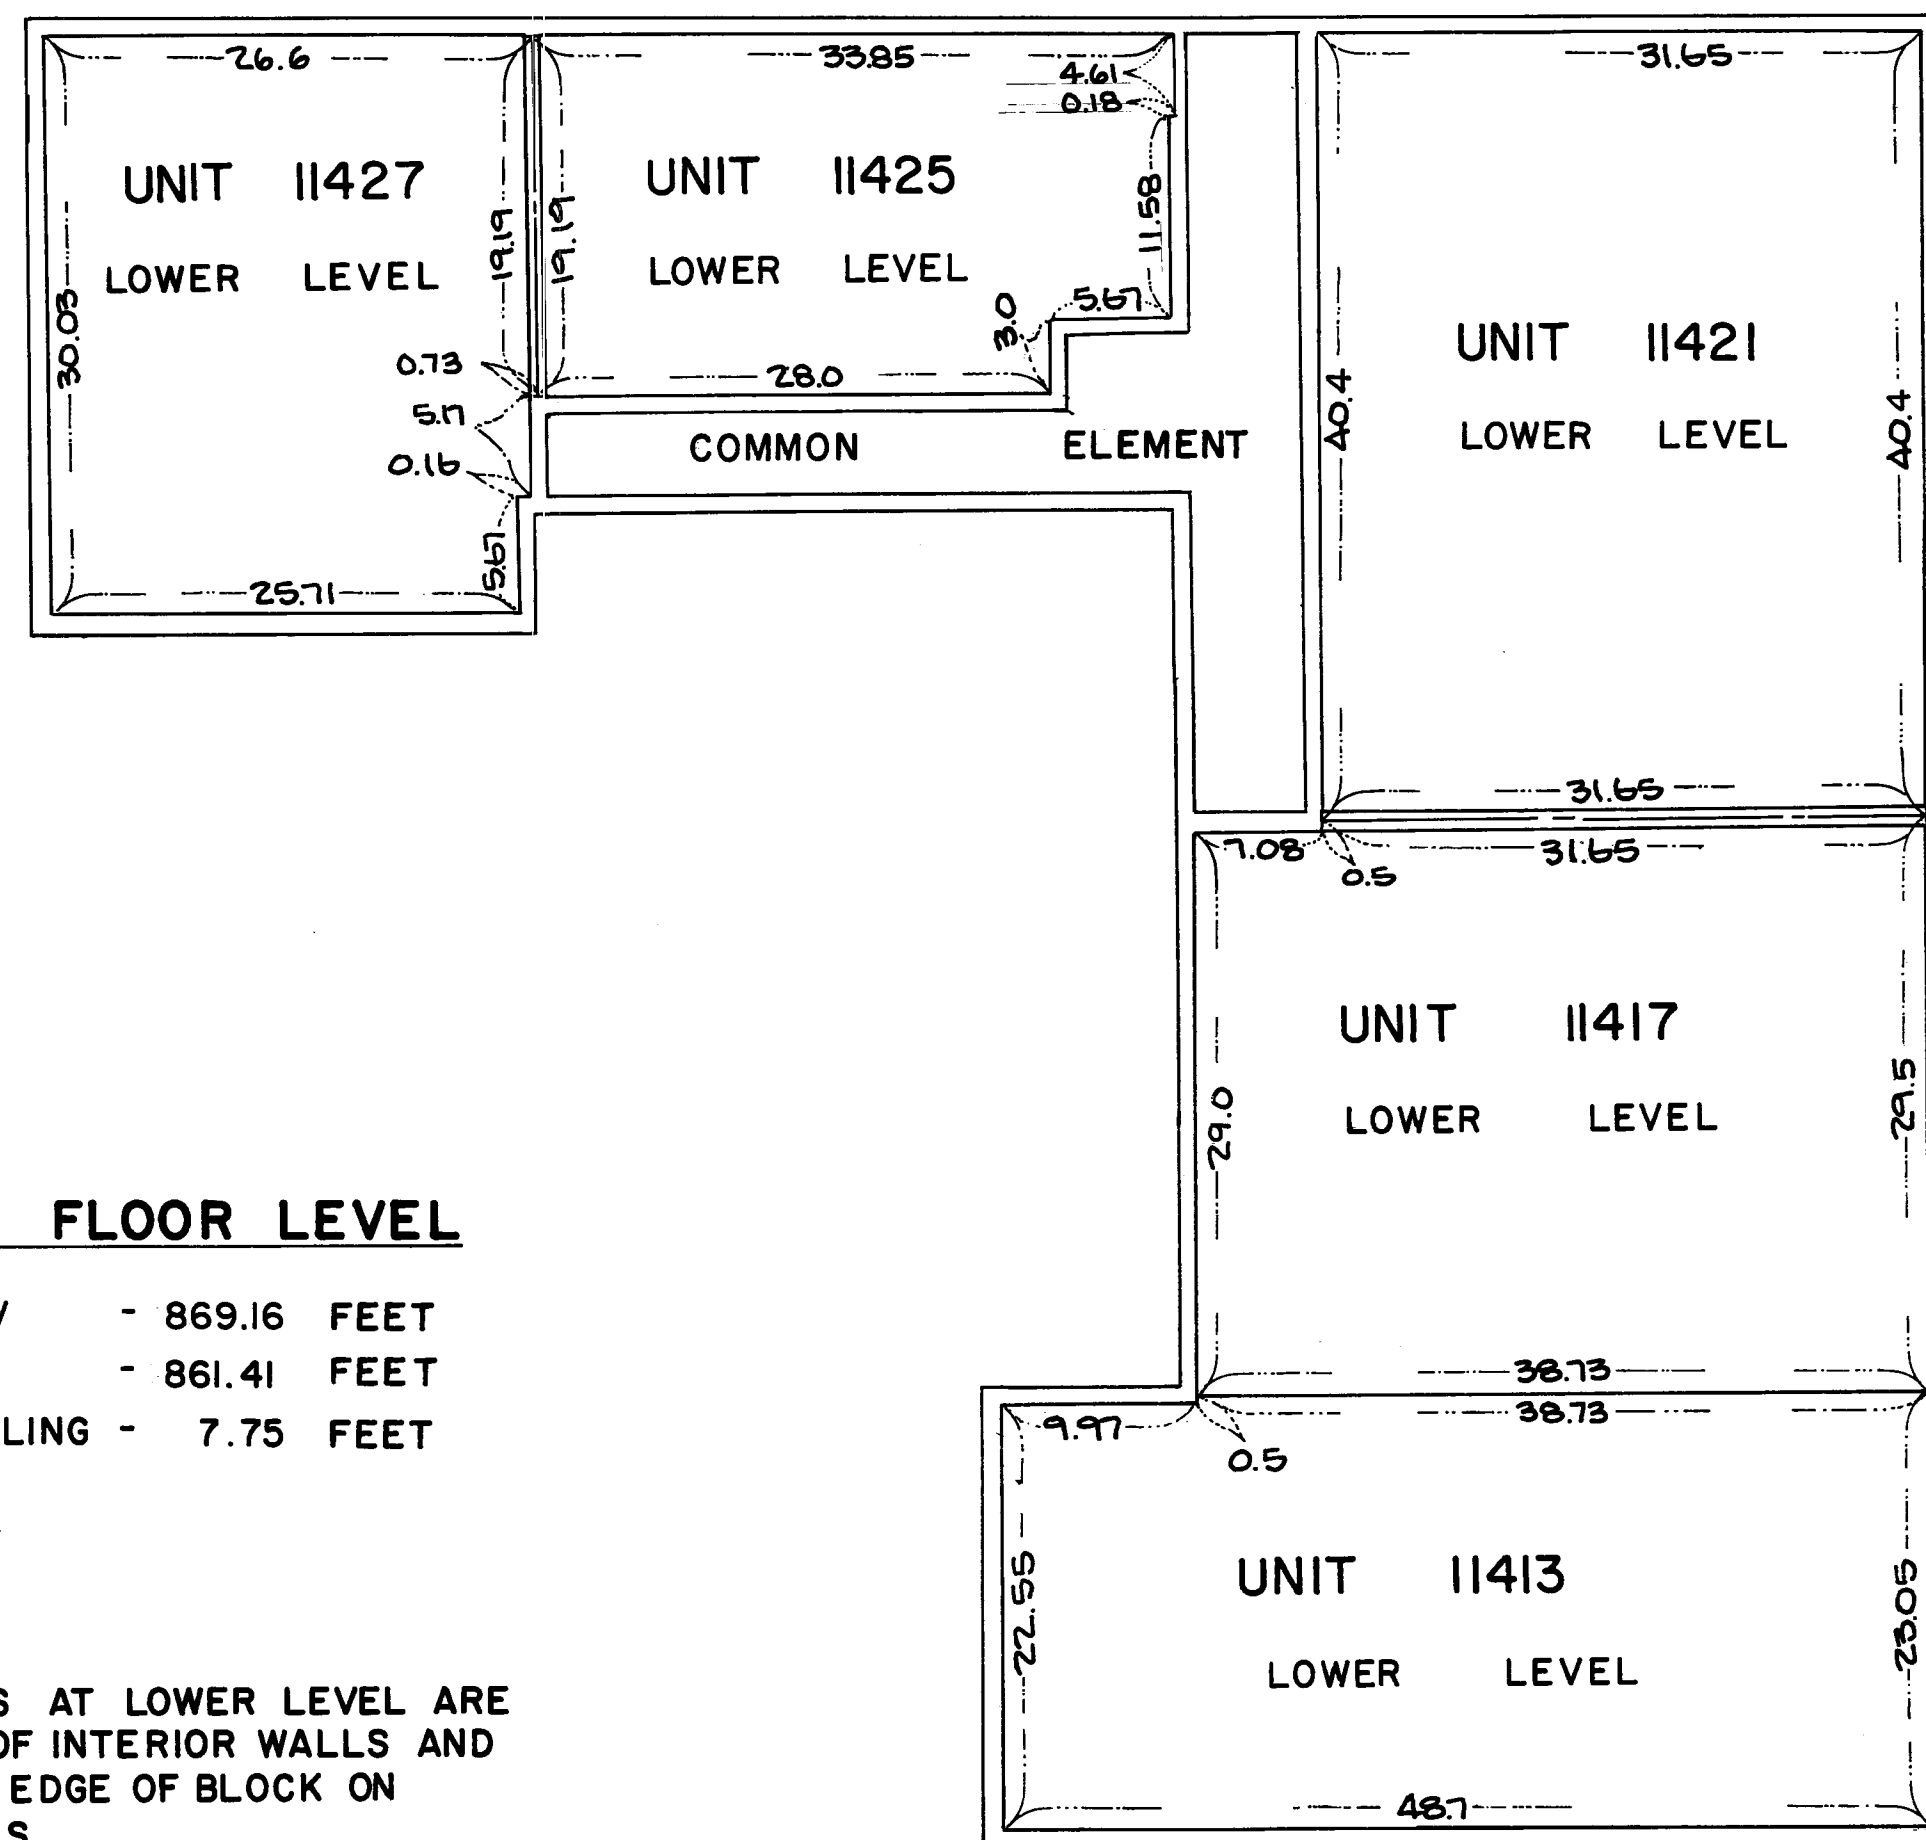 26.6
33.85
31.65
4.61
0.18
UNIT 11427
LOWER LEVEL
UNIT 11425
LOWER LEVEL
19.19
19.19
11.58
5.67
3.0
30.03
0.73
5.17
0.16
28.0
UNIT 11421
LOWER LEVEL
40.4
40.4
COMMON ELEMENT
5.67
25.71
31.65
7.08
0.5
31.65
UNIT 11417
LOWER LEVEL
29.0
29.5
38.73
38.73
FLOOR LEVEL
- 869.16 FEET
- 861.41 FEET
LING - 7.75 FEET
9.97
0.5
UNIT 11413
LOWER LEVEL
22.55
23.05
48.7
S AT LOWER LEVEL ARE
OF INTERIOR WALLS AND
EDGE OF BLOCK ON
S